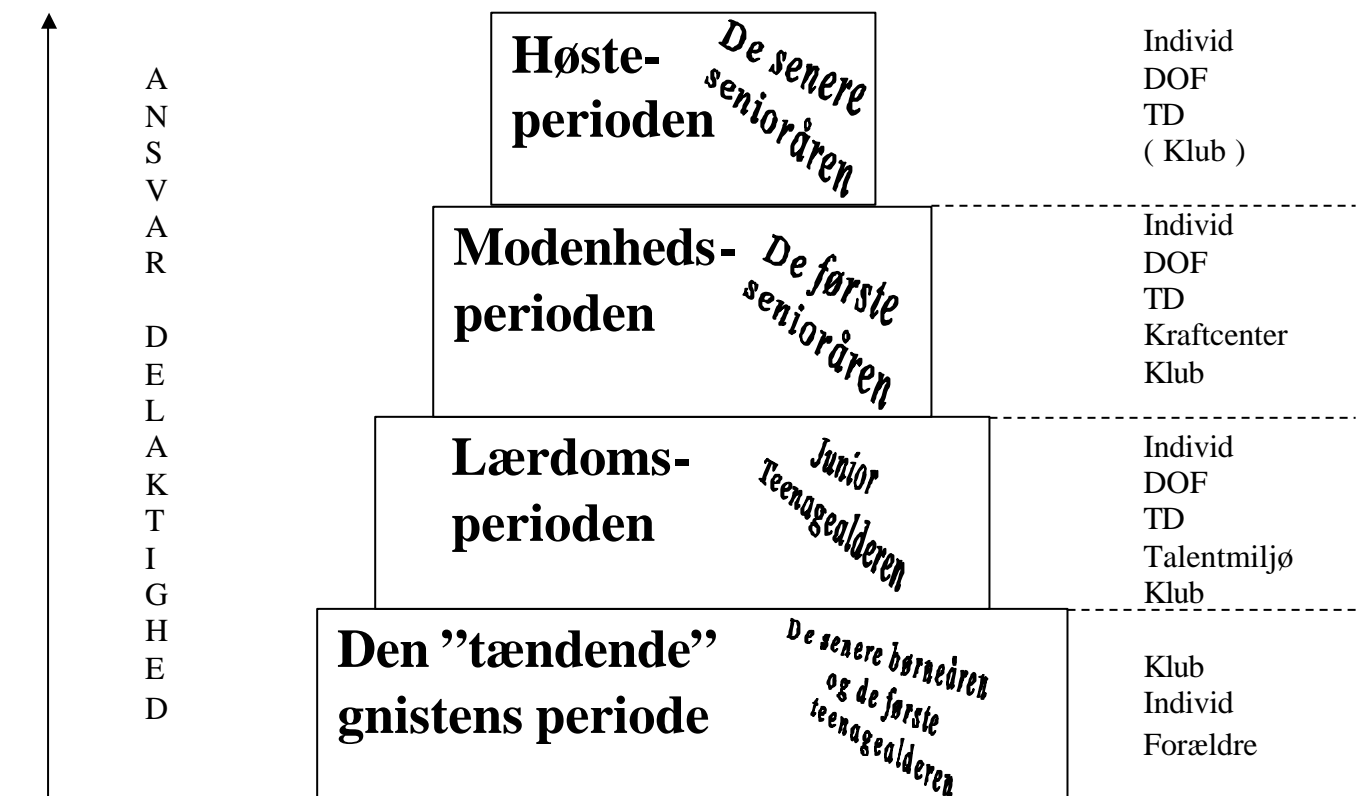 A
N
S
V
A
R
D
E
L
A
K
T
I
G
H
E
D
Høste-
perioden
De senere
senioråren
Individ
DOF
TD
( Klub )
Modenheds-
perioden
De første
senioråren
Individ
DOF
TD
Kraftcenter
Klub
Lærdoms-
perioden
Junior
Teenagealderen
Individ
DOF
TD
Talentmiljø
Klub
Den ”tændende”
gnistens periode
De senere børneåren
og de første
teenagealderen
Klub
Individ
Forældre